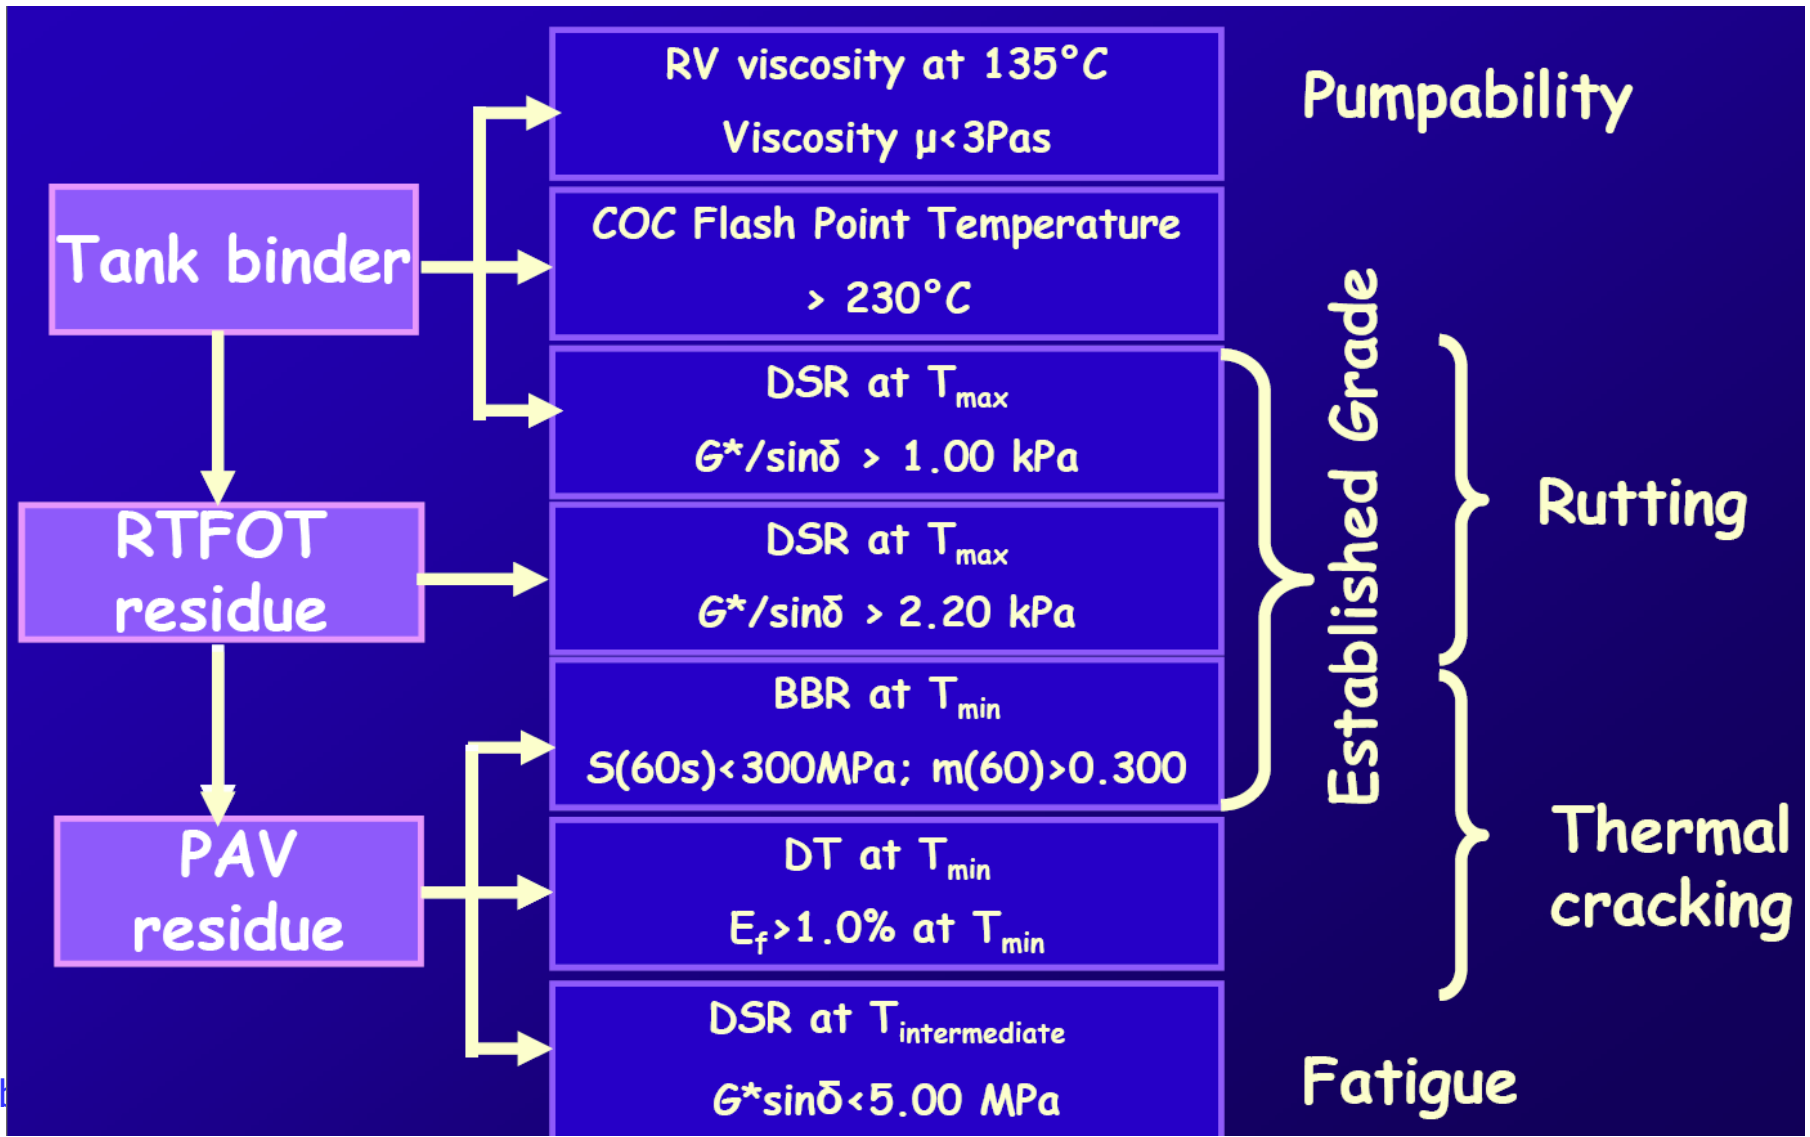 RV viscosity at 135°C
Viscosity μ<3Pas
Pumpability
Tank binder
COC Flash Point Temperature
> 230°C
DSR at Tmax
G*/sinδ > 1.00 kPa
RTFOT
residue
DSR at Tmax
G*/sinδ > 2.20 kPa
Established Grade
Rutting
PAV
residue
BBR at Tmin
S(60s)<300MPa; m(60)>0.300
DT at Tmin
Ef>1.0% at Tmin
Thermal
cracking
DSR at Tintermediate
G*sinδ<5.00 MPa
Fatigue